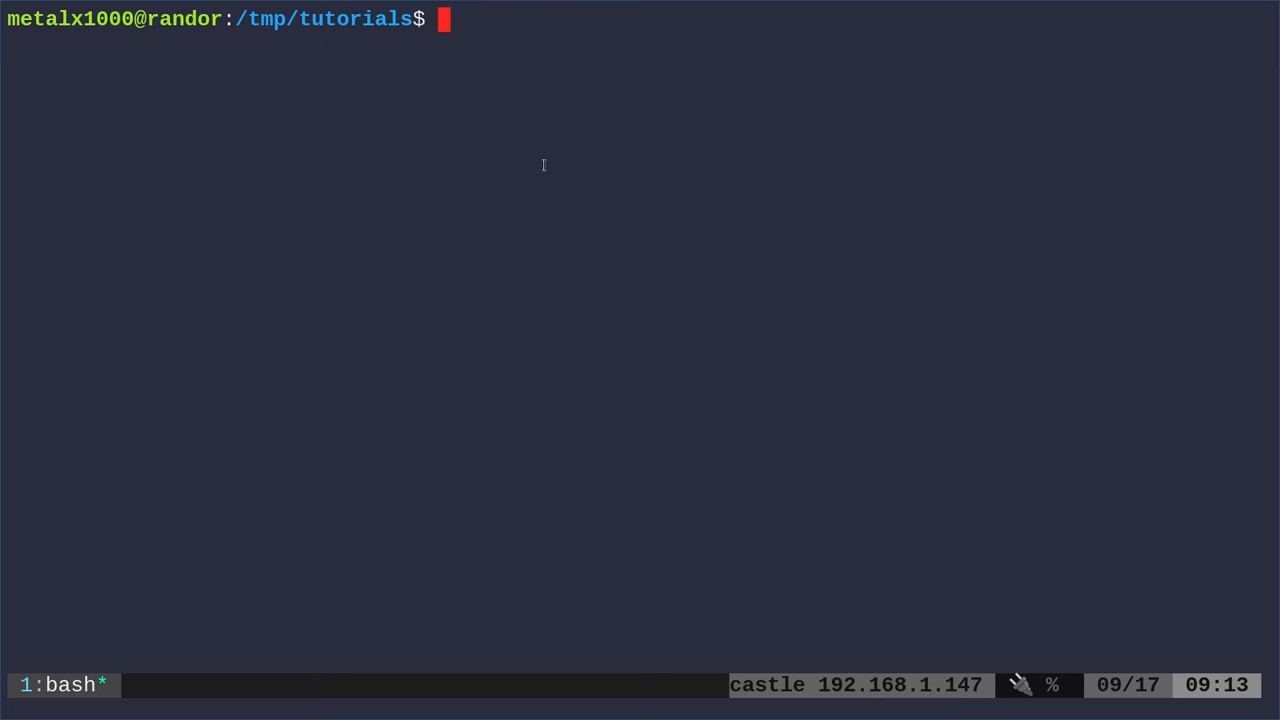 metalx1000@randor:/tmp/tutorials$
1:bash* castle 192.168.1.147 🔌 % 09/17 09:13